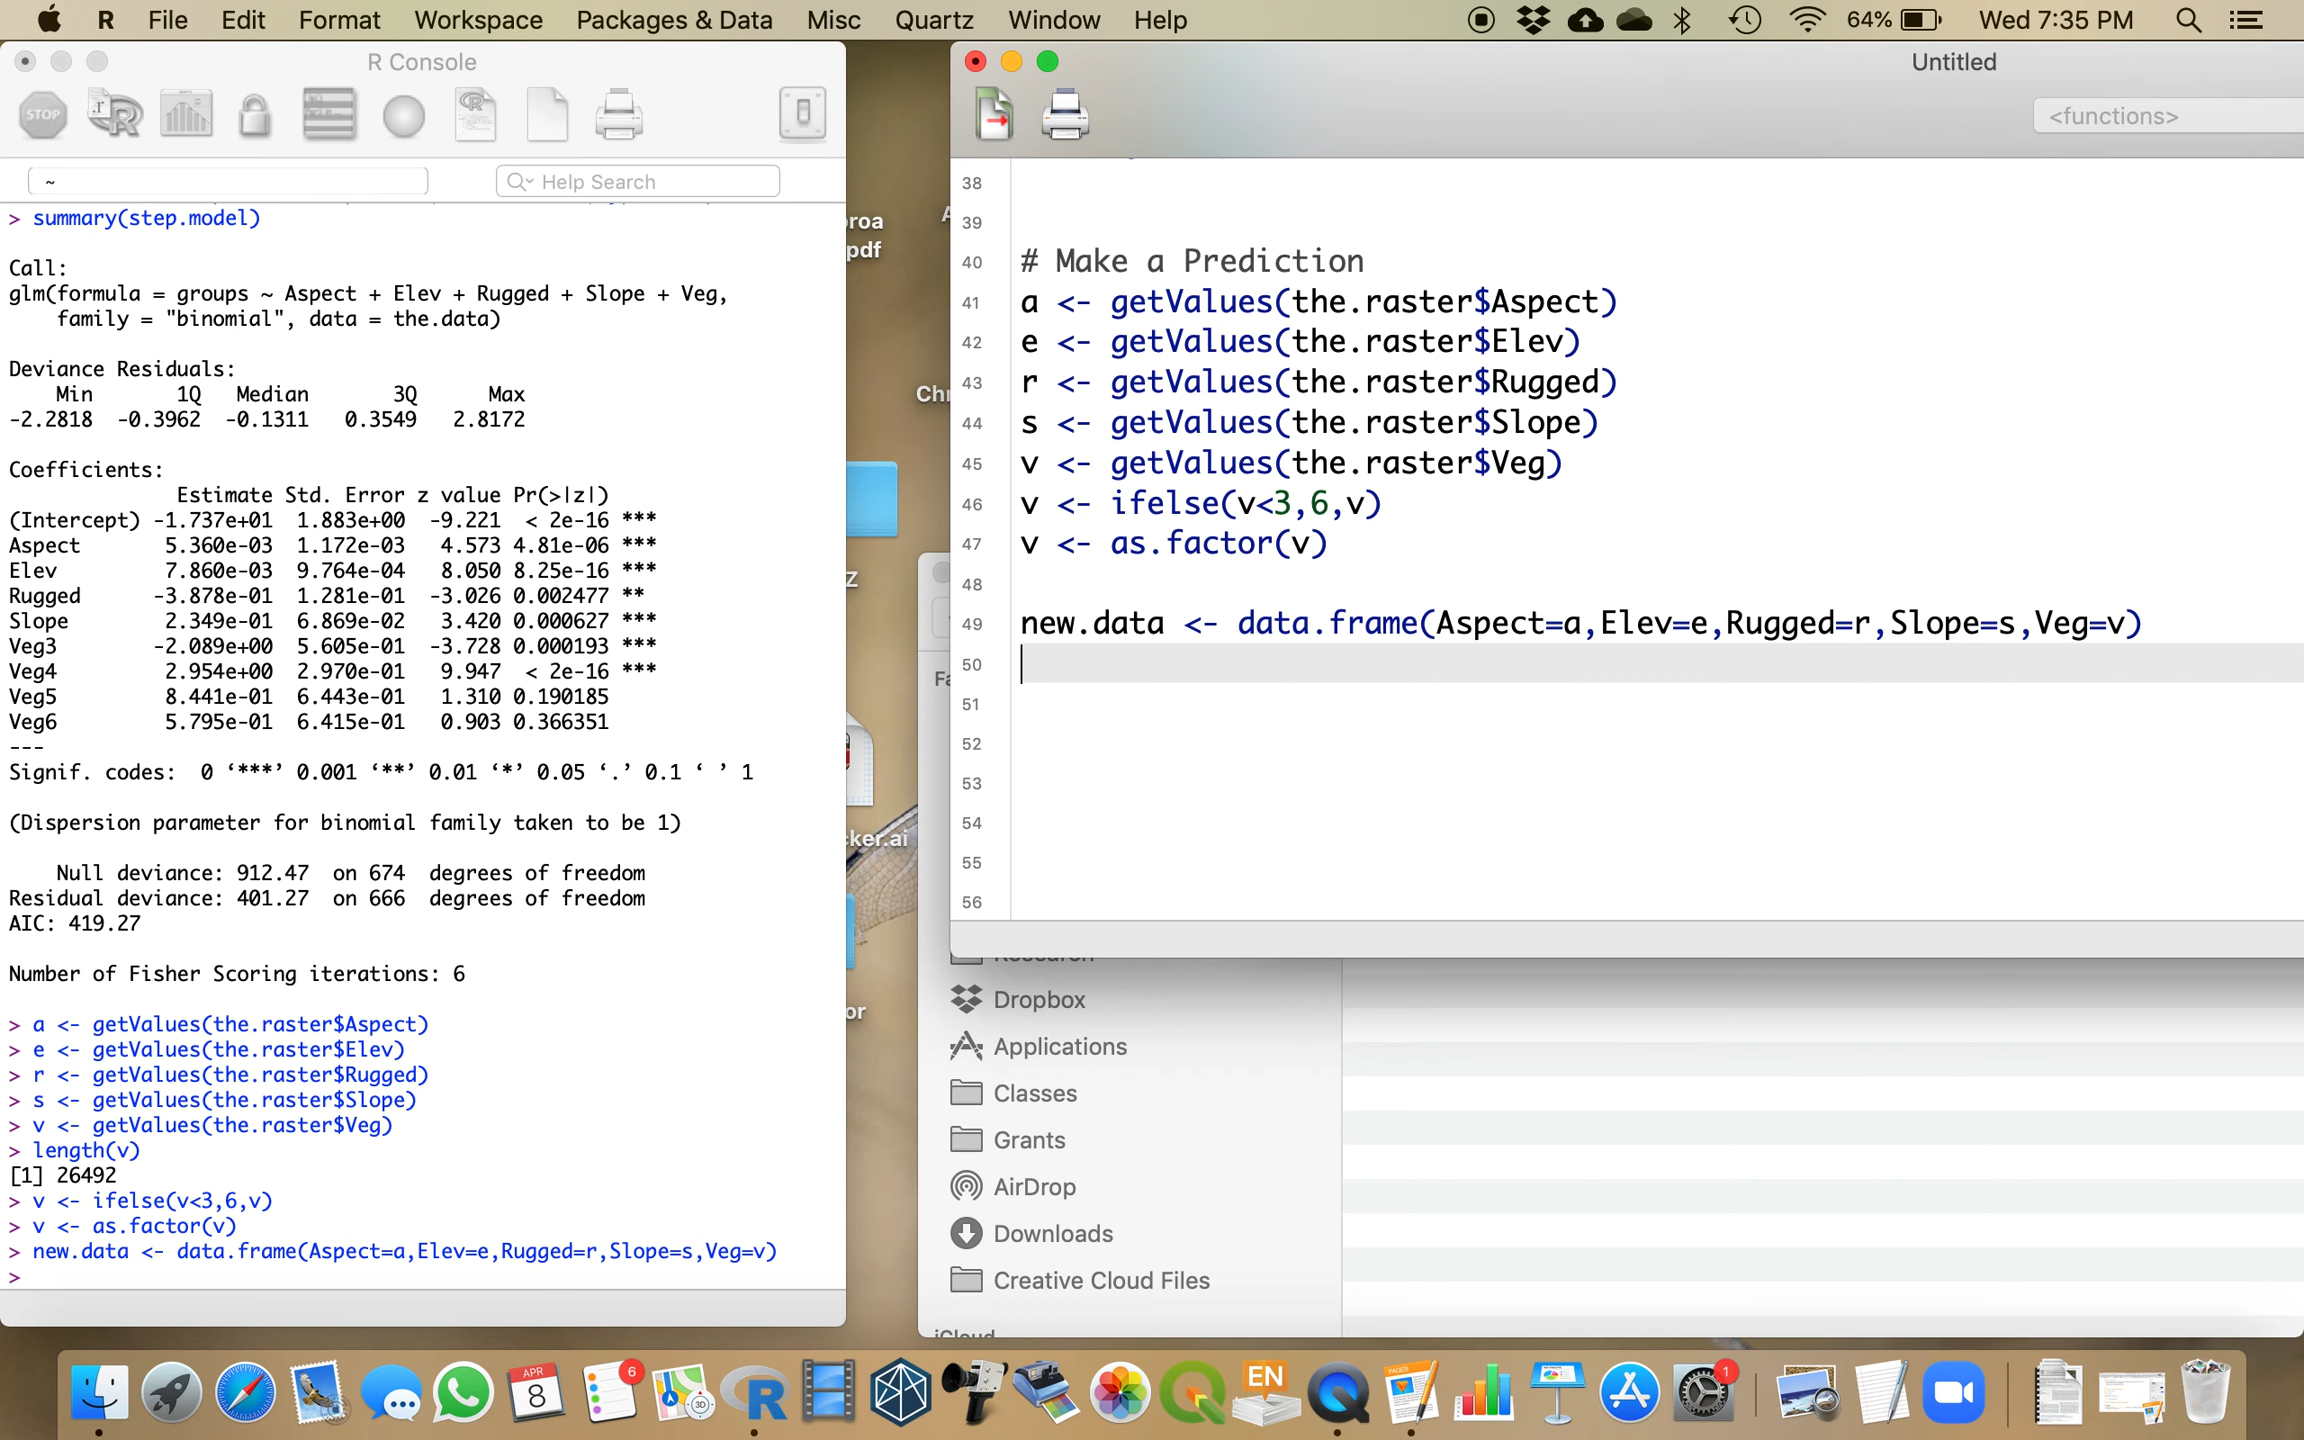 R File Edit Format Workspace Packages & Data Misc Quartz Window Help 64% Wed 7:35 PM
R Console
STOP
~
Help Search
> summary(step.model)
Call:
glm(formula = groups ~ Aspect + Elev + Rugged + Slope + Veg,
family = "binomial", data = the.data)
Deviance Residuals:
Min 1Q Median 3Q Max
-2.2818 -0.3962 -0.1311 0.3549 2.8172
Coefficients:
Estimate Std. Error z value Pr(>|z|)
(Intercept) -1.737e+01 1.883e+00 -9.221 < 2e-16 ***
Aspect 5.360e-03 1.172e-03 4.573 4.81e-06 ***
Elev 7.860e-03 9.764e-04 8.050 8.25e-16 ***
Rugged -3.878e-01 1.281e-01 -3.026 0.002477 **
Slope 2.349e-01 6.869e-02 3.420 0.000627 ***
Veg3 -2.089e+00 5.605e-01 -3.728 0.000193 ***
Veg4 2.954e+00 2.970e-01 9.947 < 2e-16 ***
Veg5 8.441e-01 6.443e-01 1.310 0.190185
Veg6 5.795e-01 6.415e-01 0.903 0.366351
---
Signif. codes: 0 ‘***’ 0.001 ‘**’ 0.01 ‘*’ 0.05 ‘.’ 0.1 ‘ ’ 1
(Dispersion parameter for binomial family taken to be 1)
Null deviance: 912.47 on 674 degrees of freedom
Residual deviance: 401.27 on 666 degrees of freedom
AIC: 419.27
Number of Fisher Scoring iterations: 6
> a <- getValues(the.raster$Aspect)
> e <- getValues(the.raster$Elev)
> r <- getValues(the.raster$Rugged)
> s <- getValues(the.raster$Slope)
> v <- getValues(the.raster$Veg)
> length(v)
[1] 26492
> v <- ifelse(v<3,6,v)
> v <- as.factor(v)
> new.data <- data.frame(Aspect=a,Elev=e,Rugged=r,Slope=s,Veg=v)
>
roa
pdf
Chr
Z
cker.ai
or
Untitled
<functions>
38
39
40 # Make a Prediction
41 a <- getValues(the.raster$Aspect)
42 e <- getValues(the.raster$Elev)
43 r <- getValues(the.raster$Rugged)
44 s <- getValues(the.raster$Slope)
45 v <- getValues(the.raster$Veg)
46 v <- ifelse(v<3,6,v)
47 v <- as.factor(v)
48
49 new.data <- data.frame(Aspect=a,Elev=e,Rugged=r,Slope=s,Veg=v)
50
51
52
53
54
55
56
Fa
Dropbox
Applications
Classes
Grants
AirDrop
Downloads
Creative Cloud Files
iCloud
APR
8
6
3D
R
EN
PAGES
1